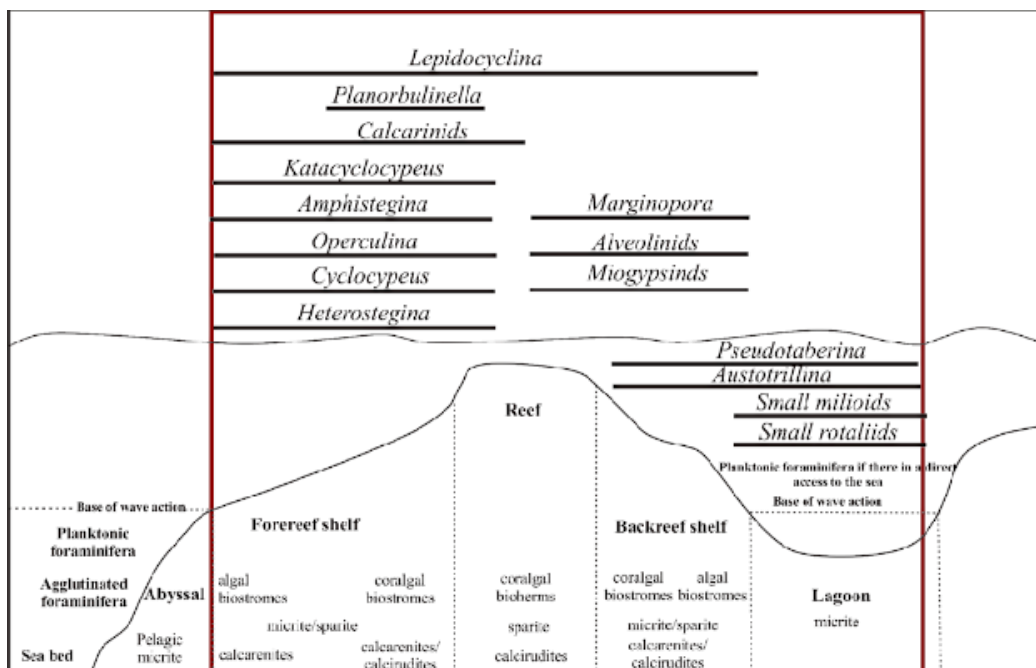 Lepidocyclina
Planorbulinella
Calcarinids
Katacyclocypeus
Amphistegina
Marginopora
Operculina
Alveolinids
Cyclocypeus
Miogypsinds
Heterostegina
Pseudotaberina
Austotrillina
Small milioids
Small rotaliids
Reef
Planktonic foraminifera if there in a direct
access to the sea
Base of wave action
Base of wave action
Forereef shelf
Backreef shelf
Planktonic
foraminifera
Agglutinated
foraminifera
Abyssal
algal
biostromes
coralgal
biostromes
coralgal
bioherms
coralgal
biostromes
algal
biostromes
Lagoon
micrite
Sea bed
Pelagic
micrite
micrite/sparite
sparite
micrite/sparite
calcarenites
calcarenites/
calcirudites
calcirudites
calcarenites/
calcirudites